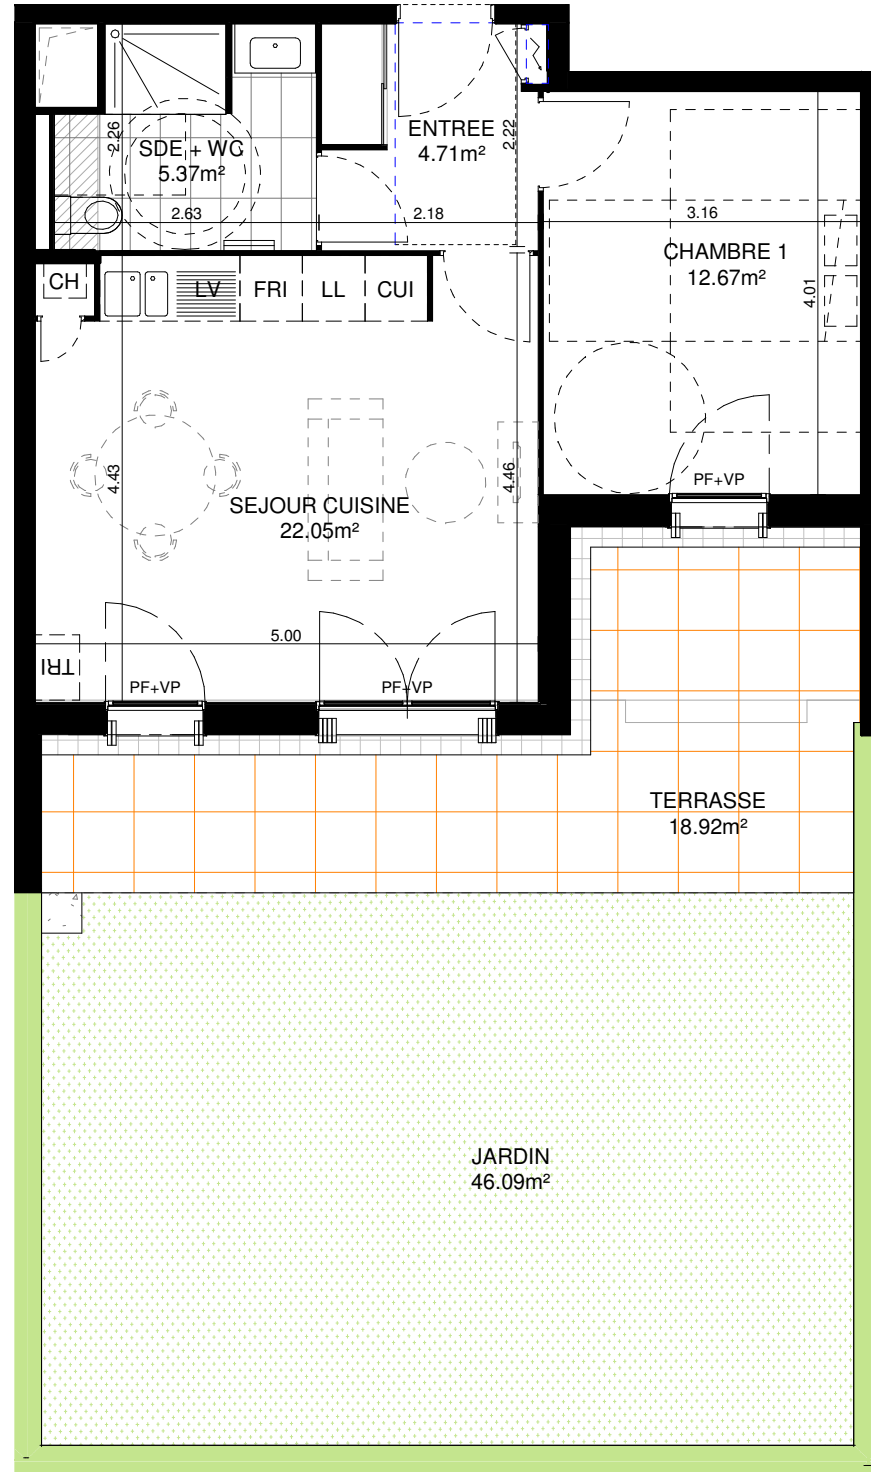 ENTREE
4.71m²
2.22
2.26
SDE + WC
5.37m²
2.63
2.18
3.16
CHAMBRE 1
12.67m²
4.01
CH
LV
FRI
LL
CUI
4.43
4.46
SEJOUR CUISINE
22.05m²
PF+VP
5.00
TRI
PF+VP
PF+VP
TERRASSE
18.92m²
JARDIN
46.09m²